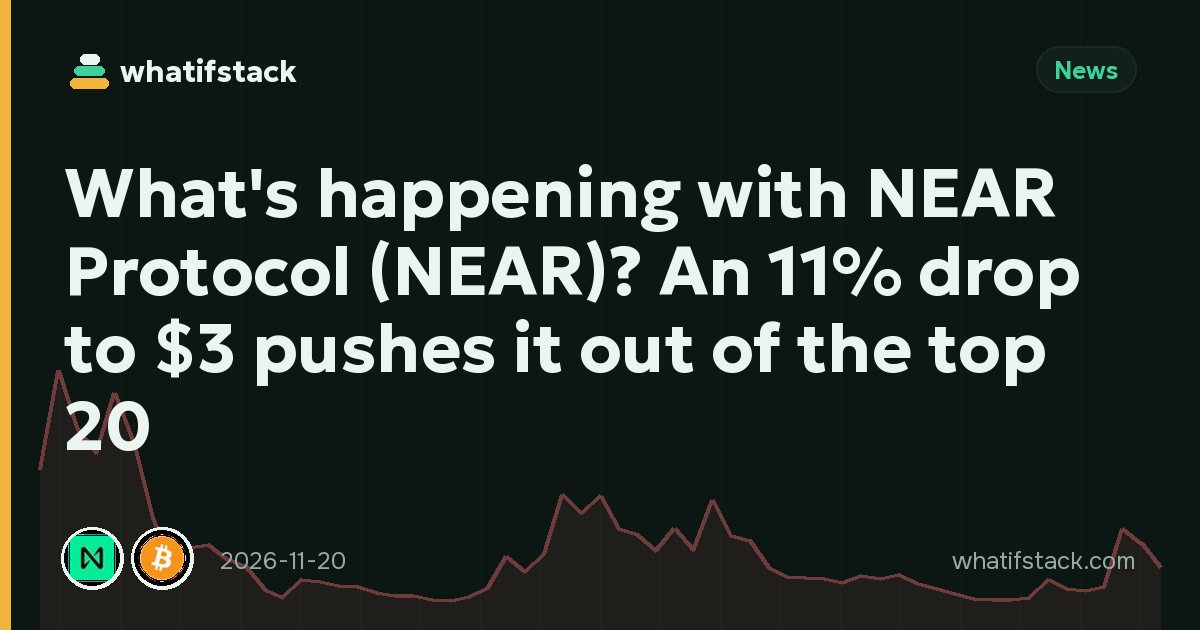 whatifstack
News
What's happening with NEAR
Protocol (NEAR)? An 11% drop
to $3 pushes it out of the top
20
2026-11-20
whatifstack.com